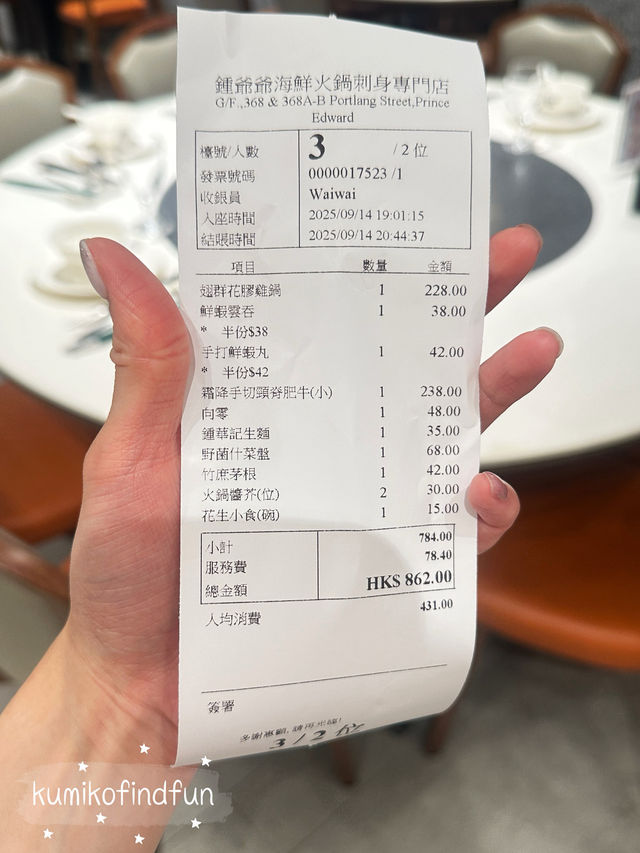 鍾爺爺海鮮火鍋刺身專門店
G/F.,368 & 368A-B Portlang Street,Prince
Edward
檯號/人數 3 /2 位
發票號碼 0000017523 /1
收銀員 Waiwai
入座時間 2025/09/14 19:01:15
結賬時間 2025/09/14 20:44:37
項目 數量 金額
翅群花膠雞鍋 1 228.00
鮮蝦雲吞 1 38.00
* 半份$38
手打鮮蝦丸 1 42.00
* 半份$42
霜降手切頸脊肥牛(小) 1 238.00
向零 1 48.00
鍾華記生麵 1 35.00
野菌什菜盤 1 68.00
竹庶茅根 1 42.00
火鍋醬芥(位) 2 30.00
花生小食(碗) 1 15.00
小計 784.00
服務費 78.40
總金額 HK$ 862.00
人均消費 431.00
簽署
3 / 2 位
kumikofindfun